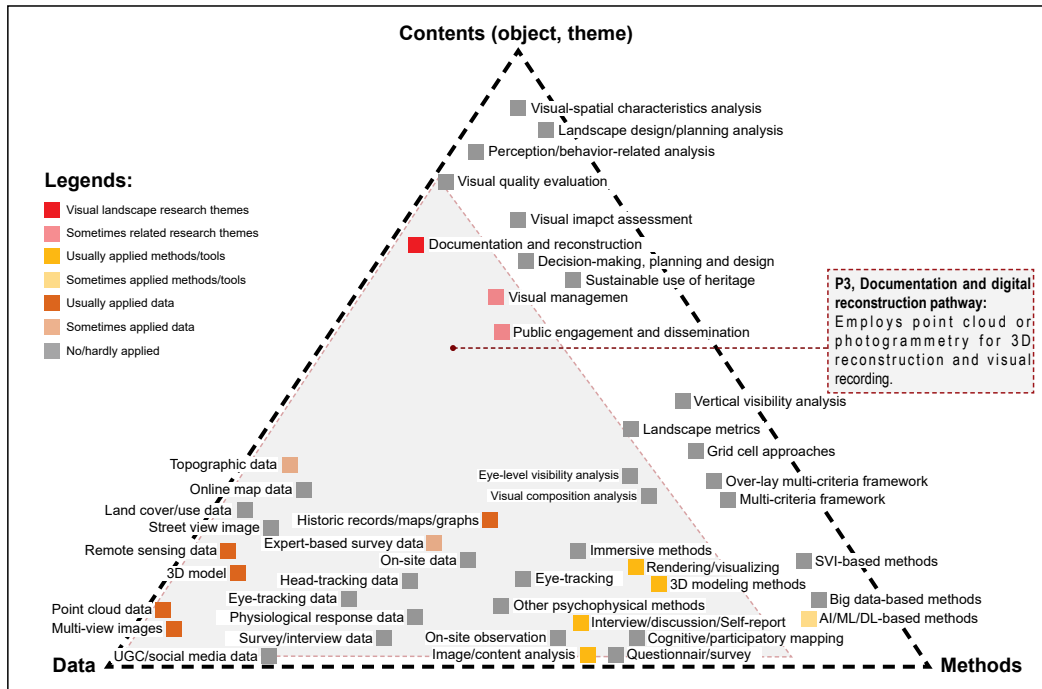 Contents (object, theme)
Visual-spatial characteristics analysis
Landscape design/planning analysis
Perception/behavior-related analysis
Legends:
Visual quality evaluation
Visual landscape research themes
Visual imapct assessment
Sometimes related research themes
Documentation and reconstruction
Usually applied methods/tools
Decision-making, planning and design
Sometimes applied methods/tools
Sustainable use of heritage
Usually applied data
Visual managemen
Sometimes applied data
Public engagement and dissemination
No/hardly applied
P3, Documentation and digital
reconstruction pathway:
Employs point cloud or
photogrammetry for 3D
reconstruction and visual
recording.
Vertical visibility analysis
Landscape metrics
Grid cell approaches
Topographic data
Eye-level visibility analysis
Over-lay multi-criteria framework
Online map data
Visual composition analysis
Multi-criteria framework
Land cover/use data
Historic records/maps/graphs
Street view image
Expert-based survey data
Remote sensing data
Immersive methods
On-site data
SVI-based methods
Rendering/visualizing
3D model
Head-tracking data
Eye-tracking
3D modeling methods
Eye-tracking data
Big data-based methods
Point cloud data
Other psychophysical methods
Physiological response data
Interview/discussion/Self-report
AI/ML/DL-based methods
Multi-view images
Survey/interview data
On-site observation
Cognitive/participatory mapping
UGC/social media data
Image/content analysis
Questionnair/survey
Data
Methods